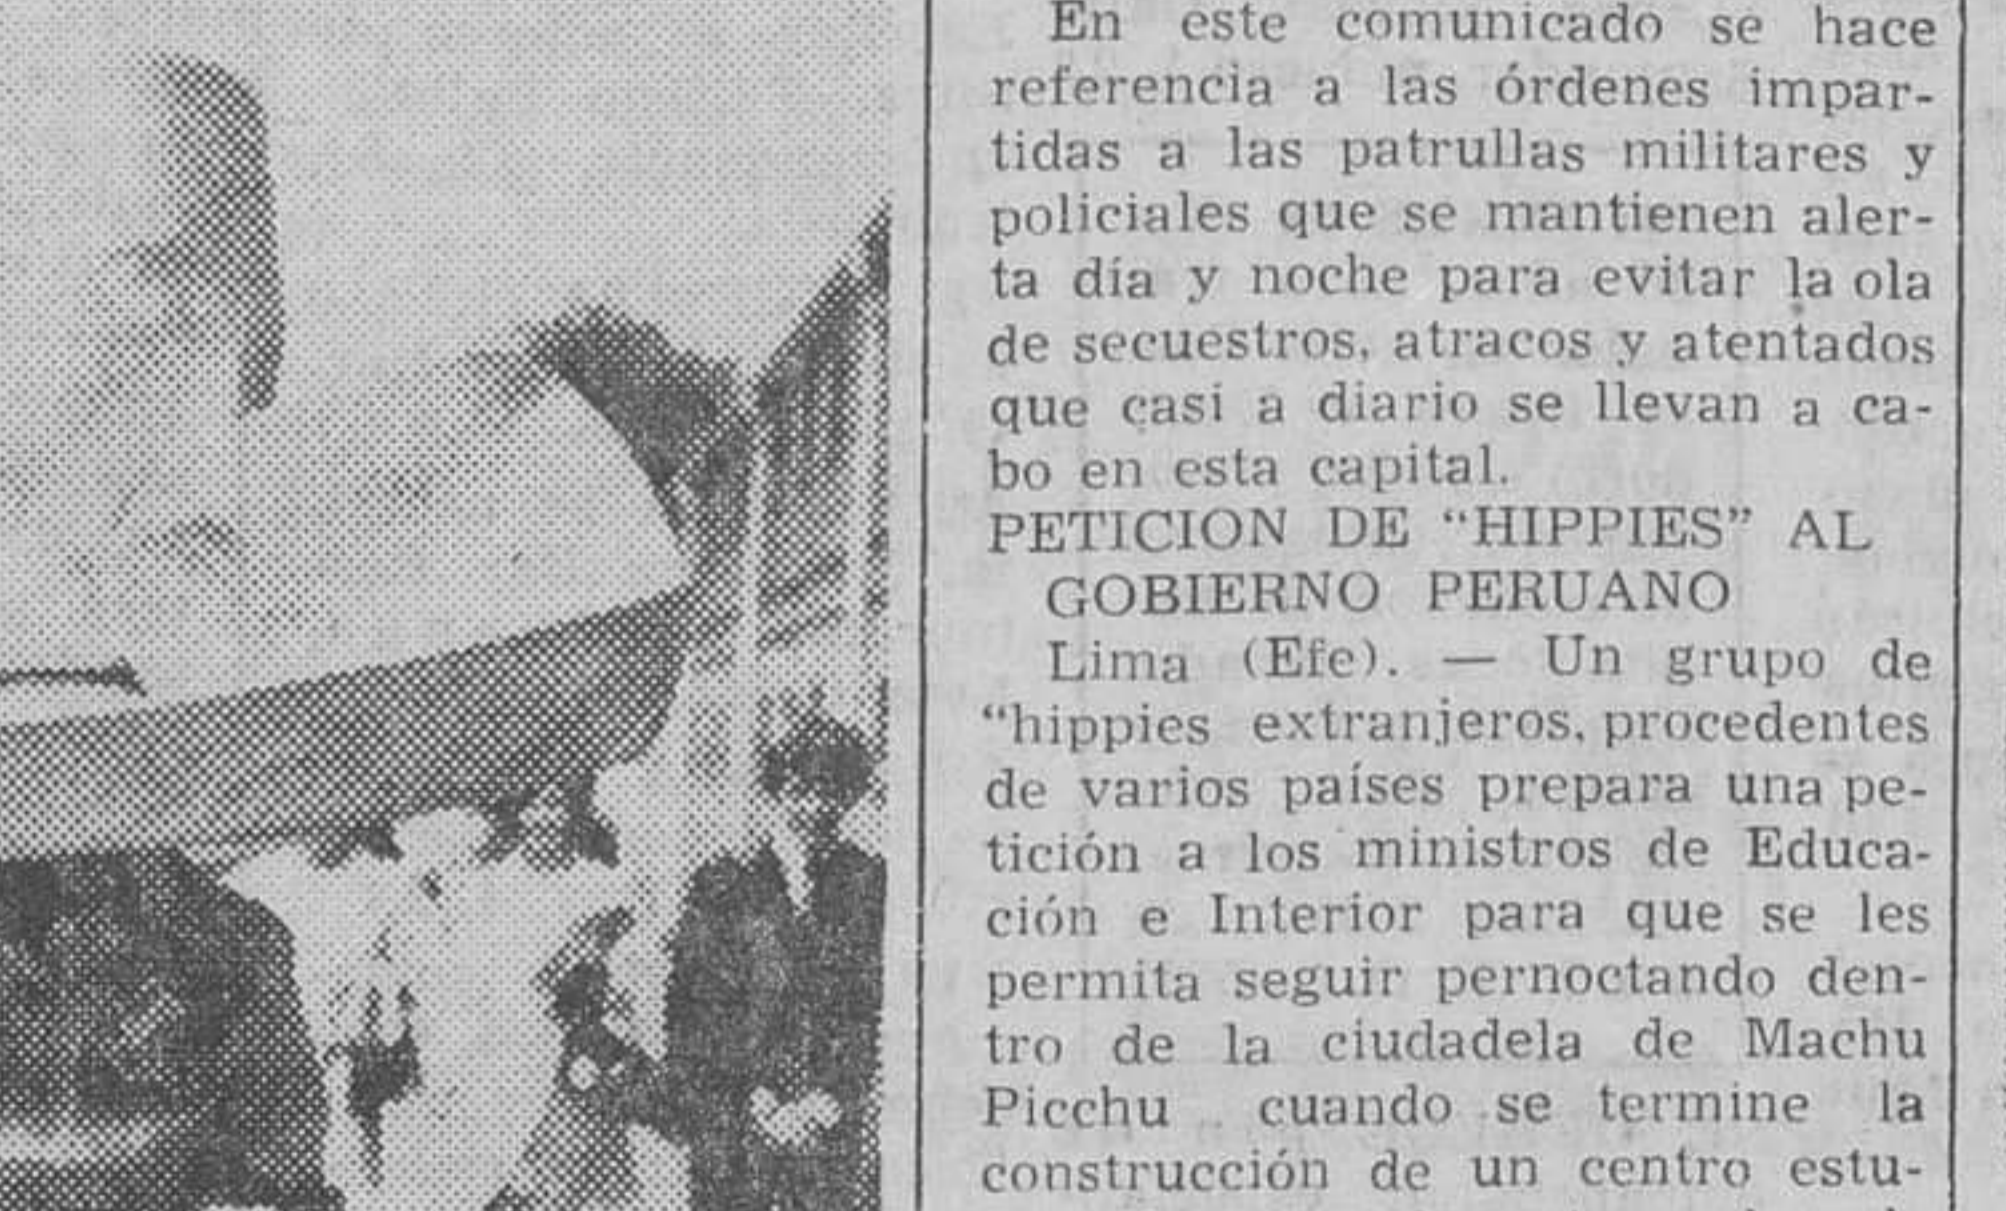 En este comunicado se hace
referencia a las órdenes impar-
tidas a las patrullas militares y
policiales que se mantienen aler-
ta día y noche para evitar la ola
de secuestros, atracos y atentados
que casi a diario se llevan a ca-
bo en esta capital.
PETICION DE “HIPPIES” AL
GOBIERNO PERUANO
Lima (Efe). — Un grupo de
“hippies extranjeros, procedentes
de varios países prepara una pe-
tición a los ministros de Educa-
ción e Interior para que se les
permita seguir pernoctando den-
tro de la ciudadela de Machu
Picchu cuando se termine la
construcción de un centro estu-